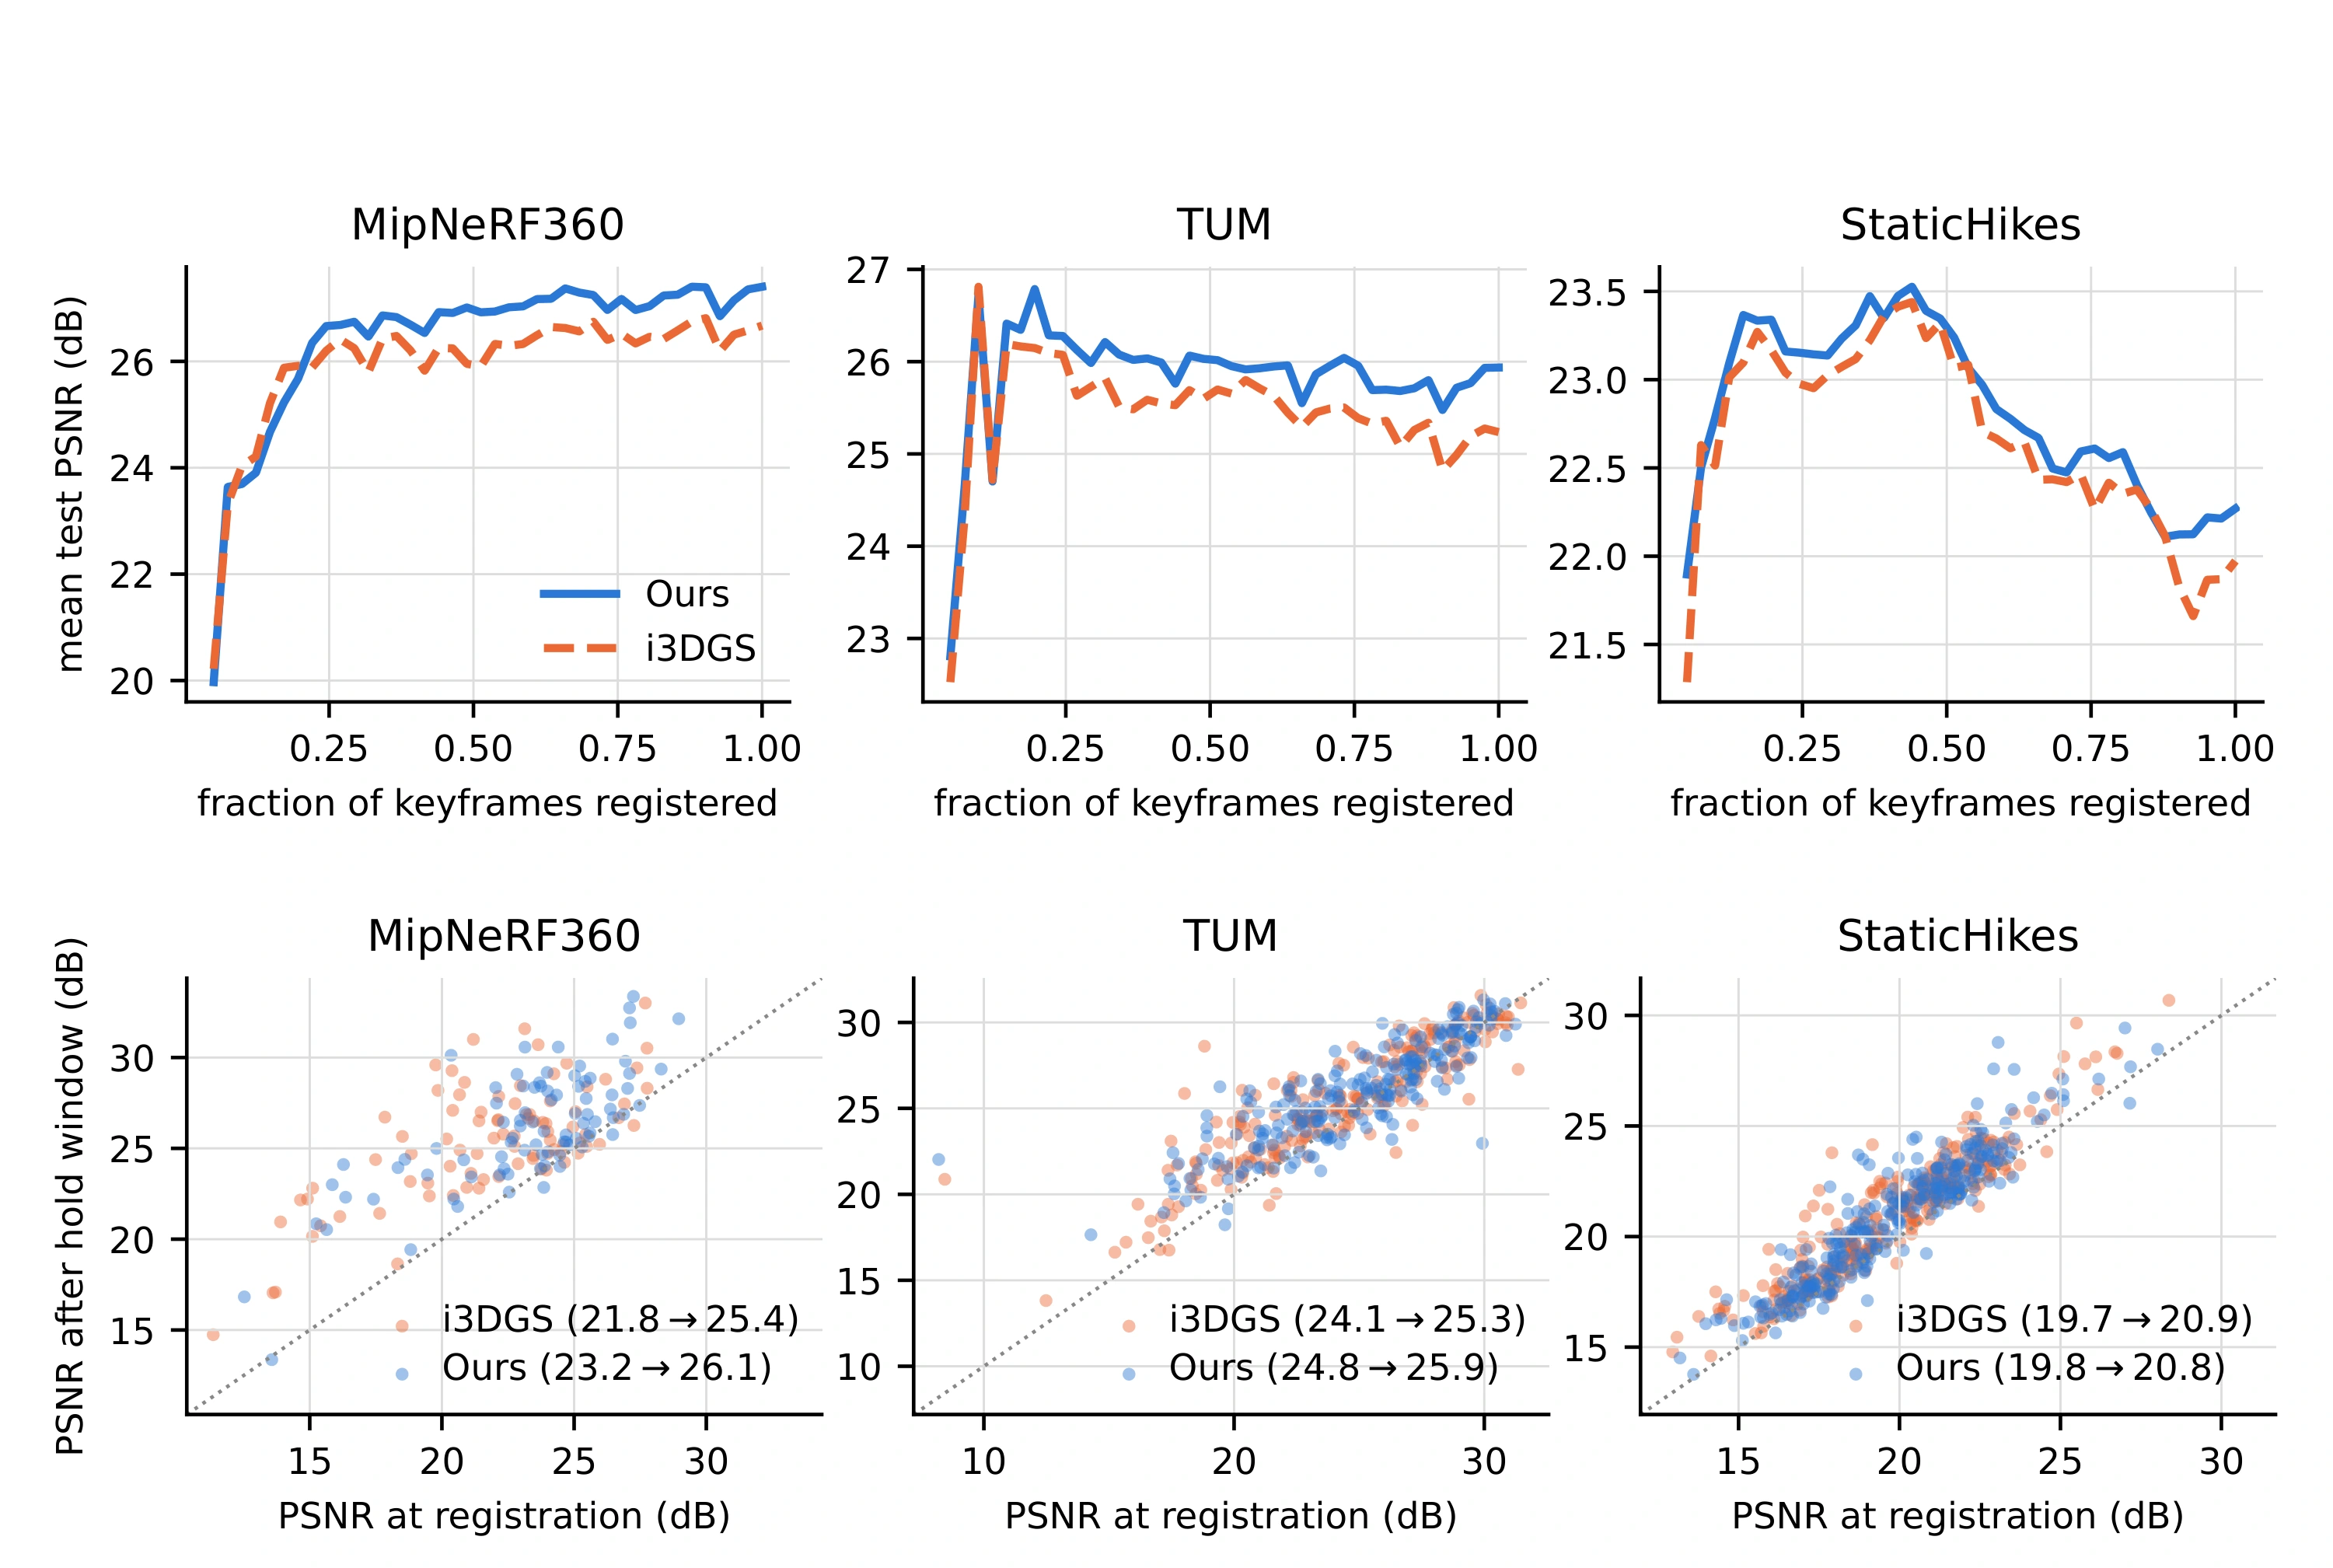 MipNeRF360
mean test PSNR (dB)
26
24
22
20
Ours
i3DGS
0.25 0.50 0.75 1.00
fraction of keyframes registered
TUM
27
26
25
24
23
0.25 0.50 0.75 1.00
fraction of keyframes registered
StaticHikes
23.5
23.0
22.5
22.0
21.5
0.25 0.50 0.75 1.00
fraction of keyframes registered
MipNeRF360
PSNR after hold window (dB)
30
25
20
15
i3DGS (21.8→25.4)
Ours (23.2→26.1)
15 20 25 30
PSNR at registration (dB)
TUM
30
25
20
15
10
i3DGS (24.1→25.3)
Ours (24.8→25.9)
10 20 30
PSNR at registration (dB)
StaticHikes
30
25
20
15
i3DGS (19.7→20.9)
Ours (19.8→20.8)
15 20 25 30
PSNR at registration (dB)